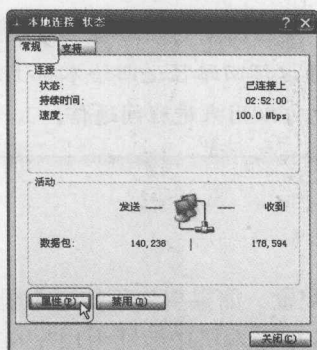 本地连接 状态
常规 支持
连接
状态: 已连接上
持续时间: 02:52:00
速度: 100.0 Mbps
活动
发送 — — 收到
数据包: 140,238 | 178,594
属性(P) 禁用(D)
关闭(C)